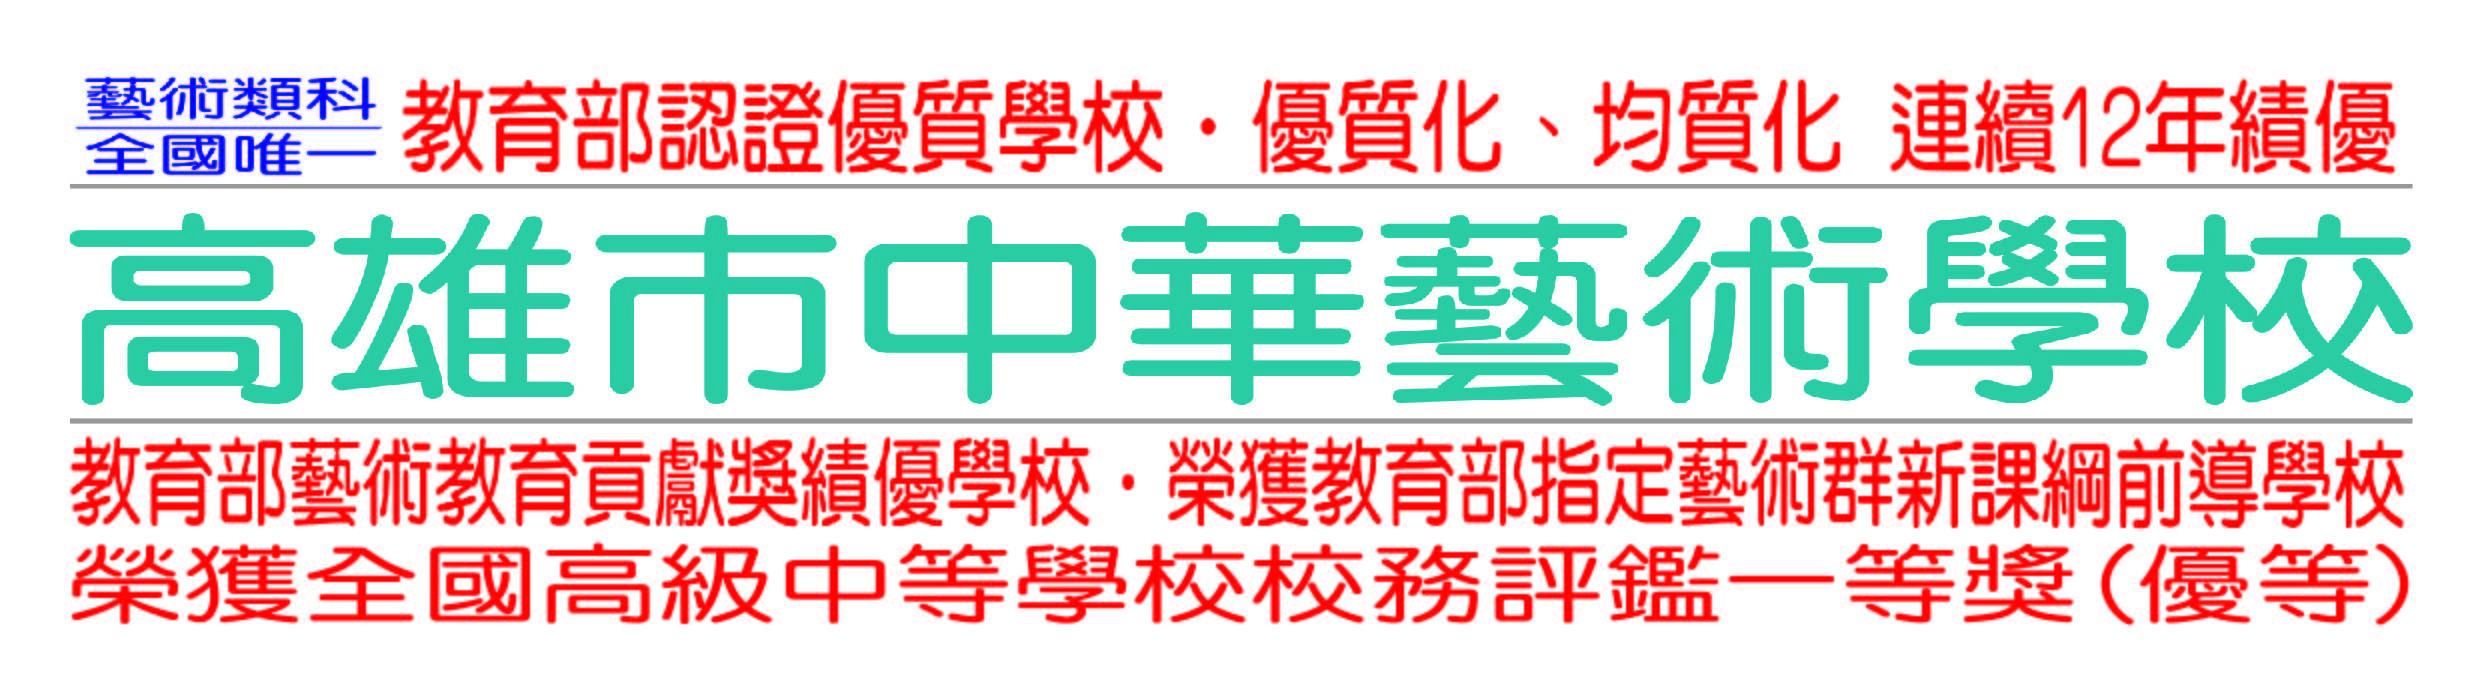 藝術類科
全國唯一
教育部認證優質學校・優質化、均質化 連續12年績優
高雄市中華藝術學校
教育部藝術教育貢獻獎績優學校・榮獲教育部指定藝術群新課綱前導學校
榮獲全國高級中等學校校務評鑑一等獎(優等)